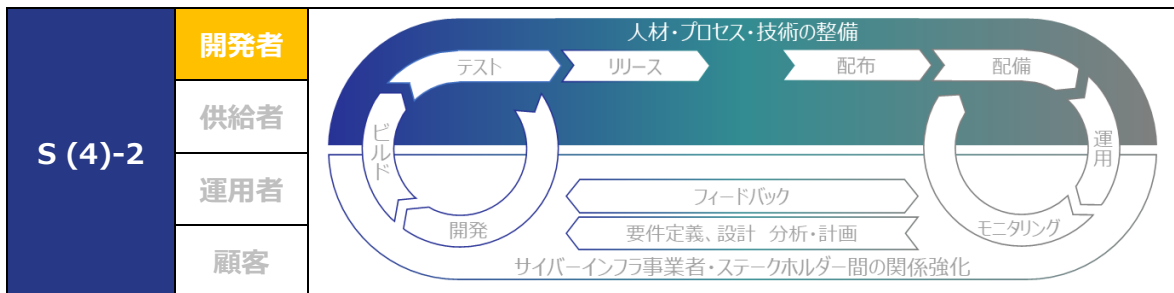 S (4)-2
開発者
供給者
運用者
顧客
人材・プロセス・技術の整備
テスト
リリース
配布
配備
ビルド
運用
フィードバック
開発
要件定義、設計 分析・計画
モニタリング
サイバーインフラ事業者・ステークホルダー間の関係強化